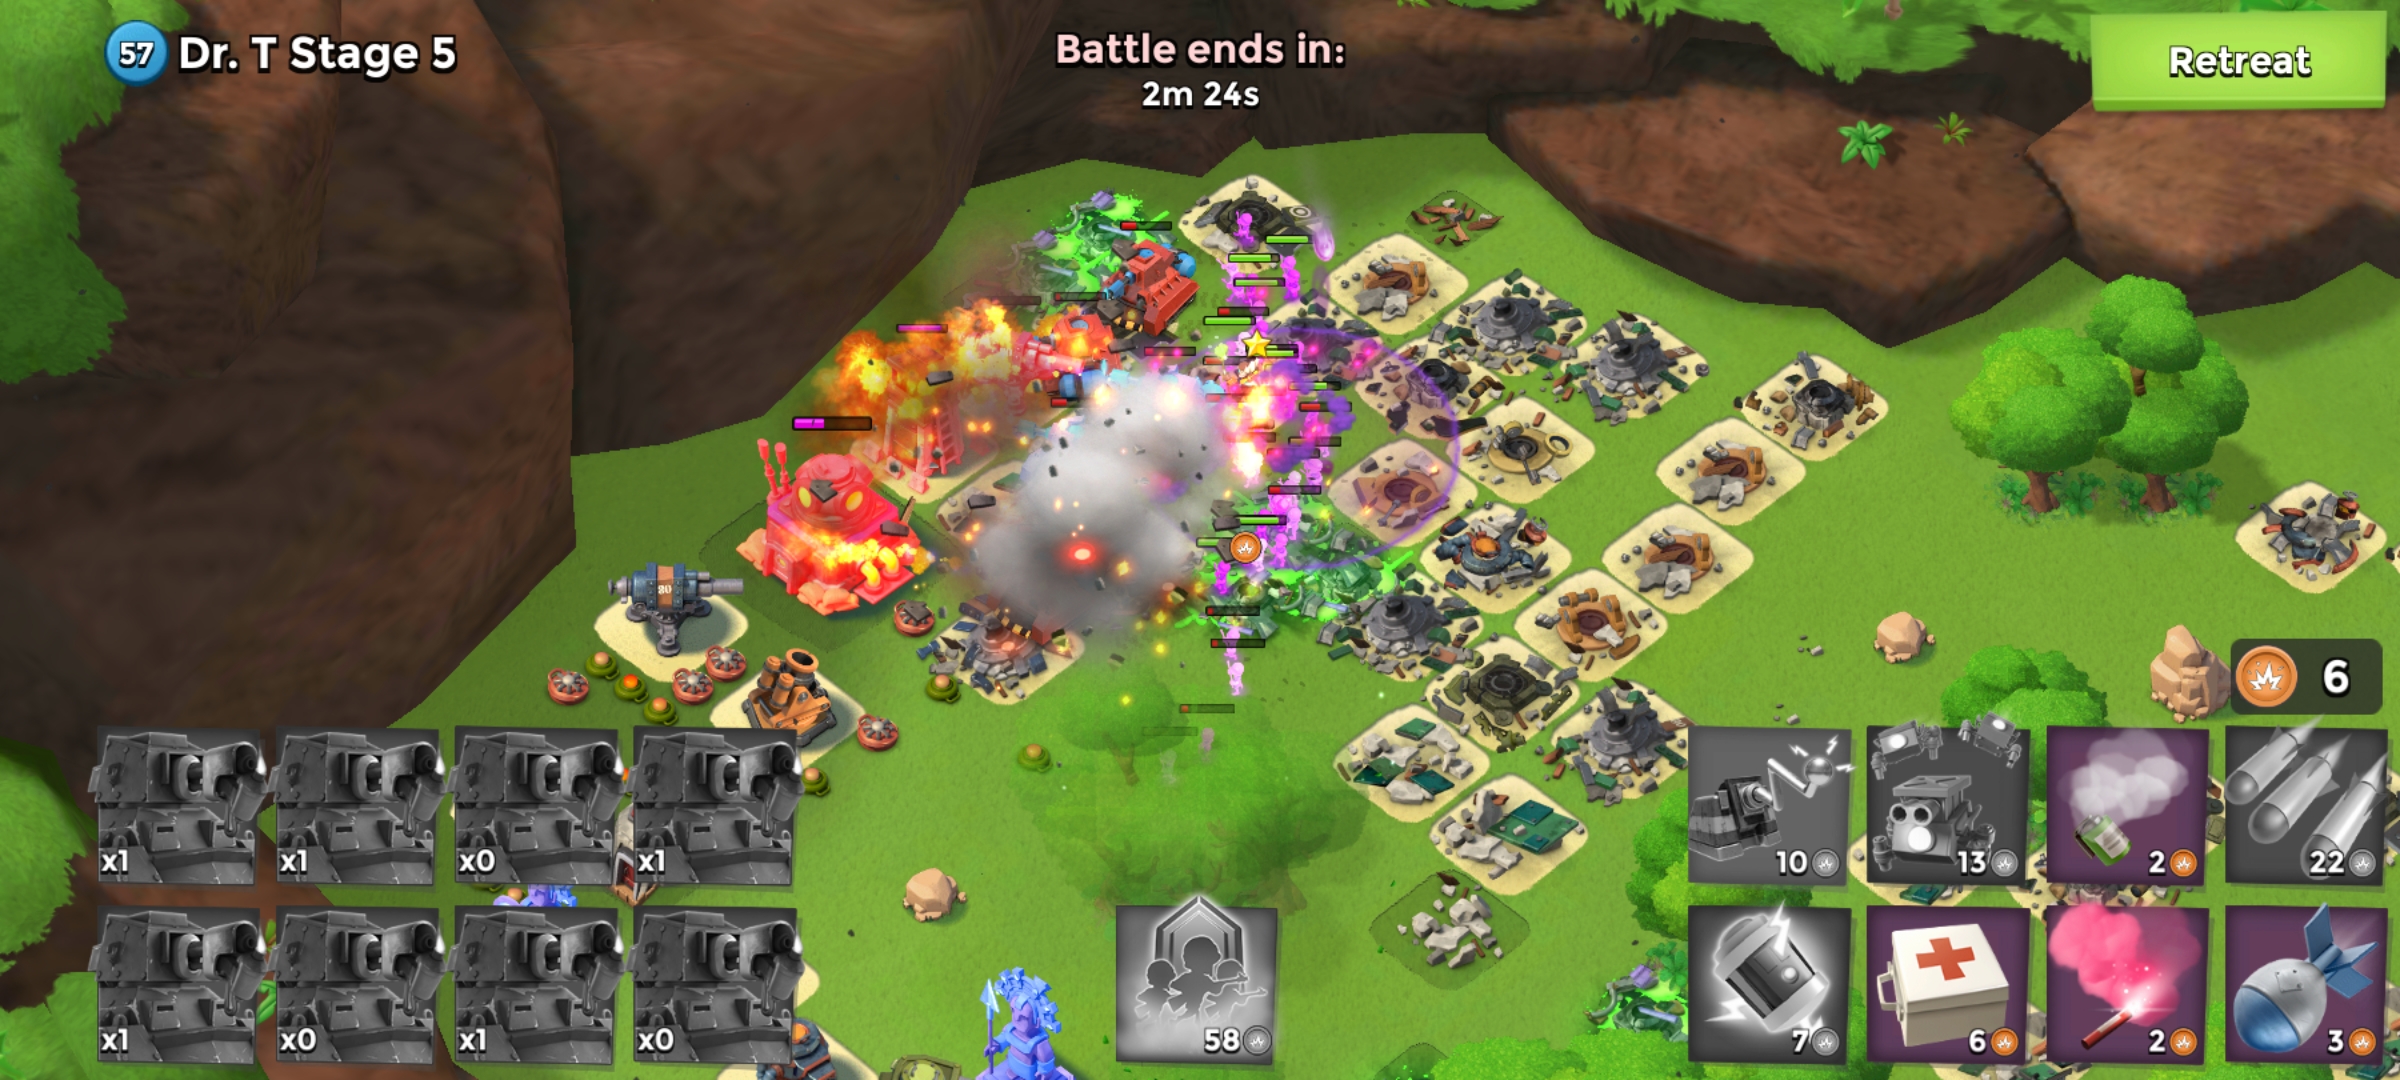 57 Dr. T Stage 5
Battle ends in:
2m 24s
Retreat
30
6
x1 x1 x0 x1
10 13 2 22
x1 x0 x1 x0
58
7 6 2 3